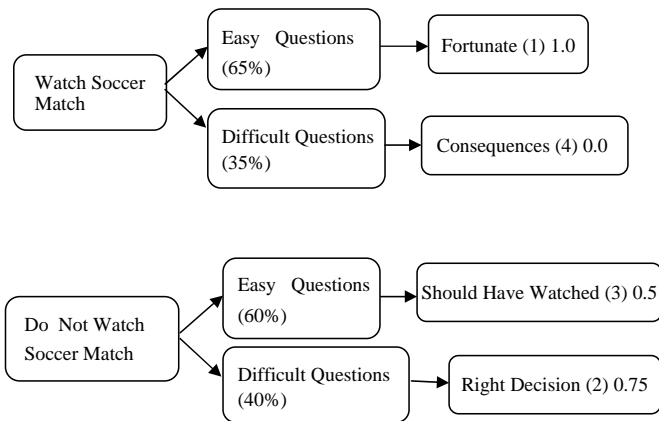 Watch Soccer
Match
Easy Questions
(65%)
Fortunate (1) 1.0
Difficult Questions
(35%)
Consequences (4) 0.0
Do Not Watch
Soccer Match
Easy Questions
(60%)
Should Have Watched (3) 0.5
Difficult Questions
(40%)
Right Decision (2) 0.75